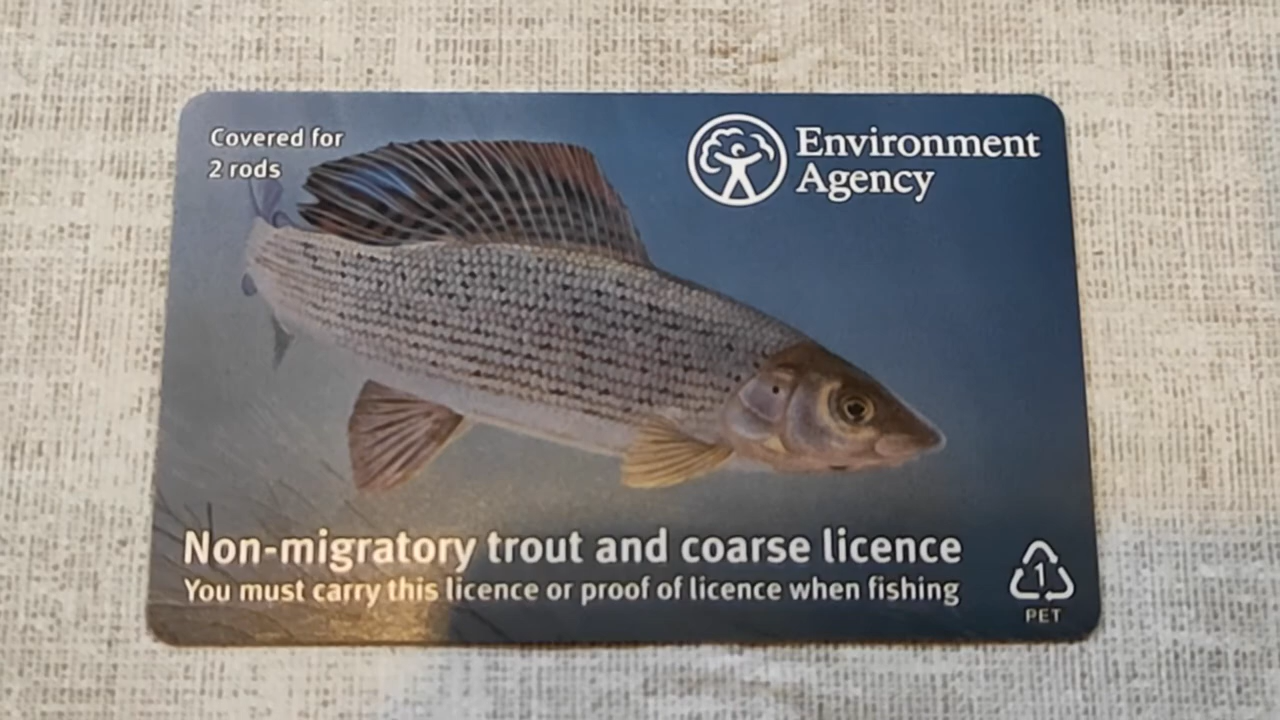 Covered for
2 rods
Environment
Agency
Non-migratory trout and coarse licence
You must carry this licence or proof of licence when fishing
1
PET